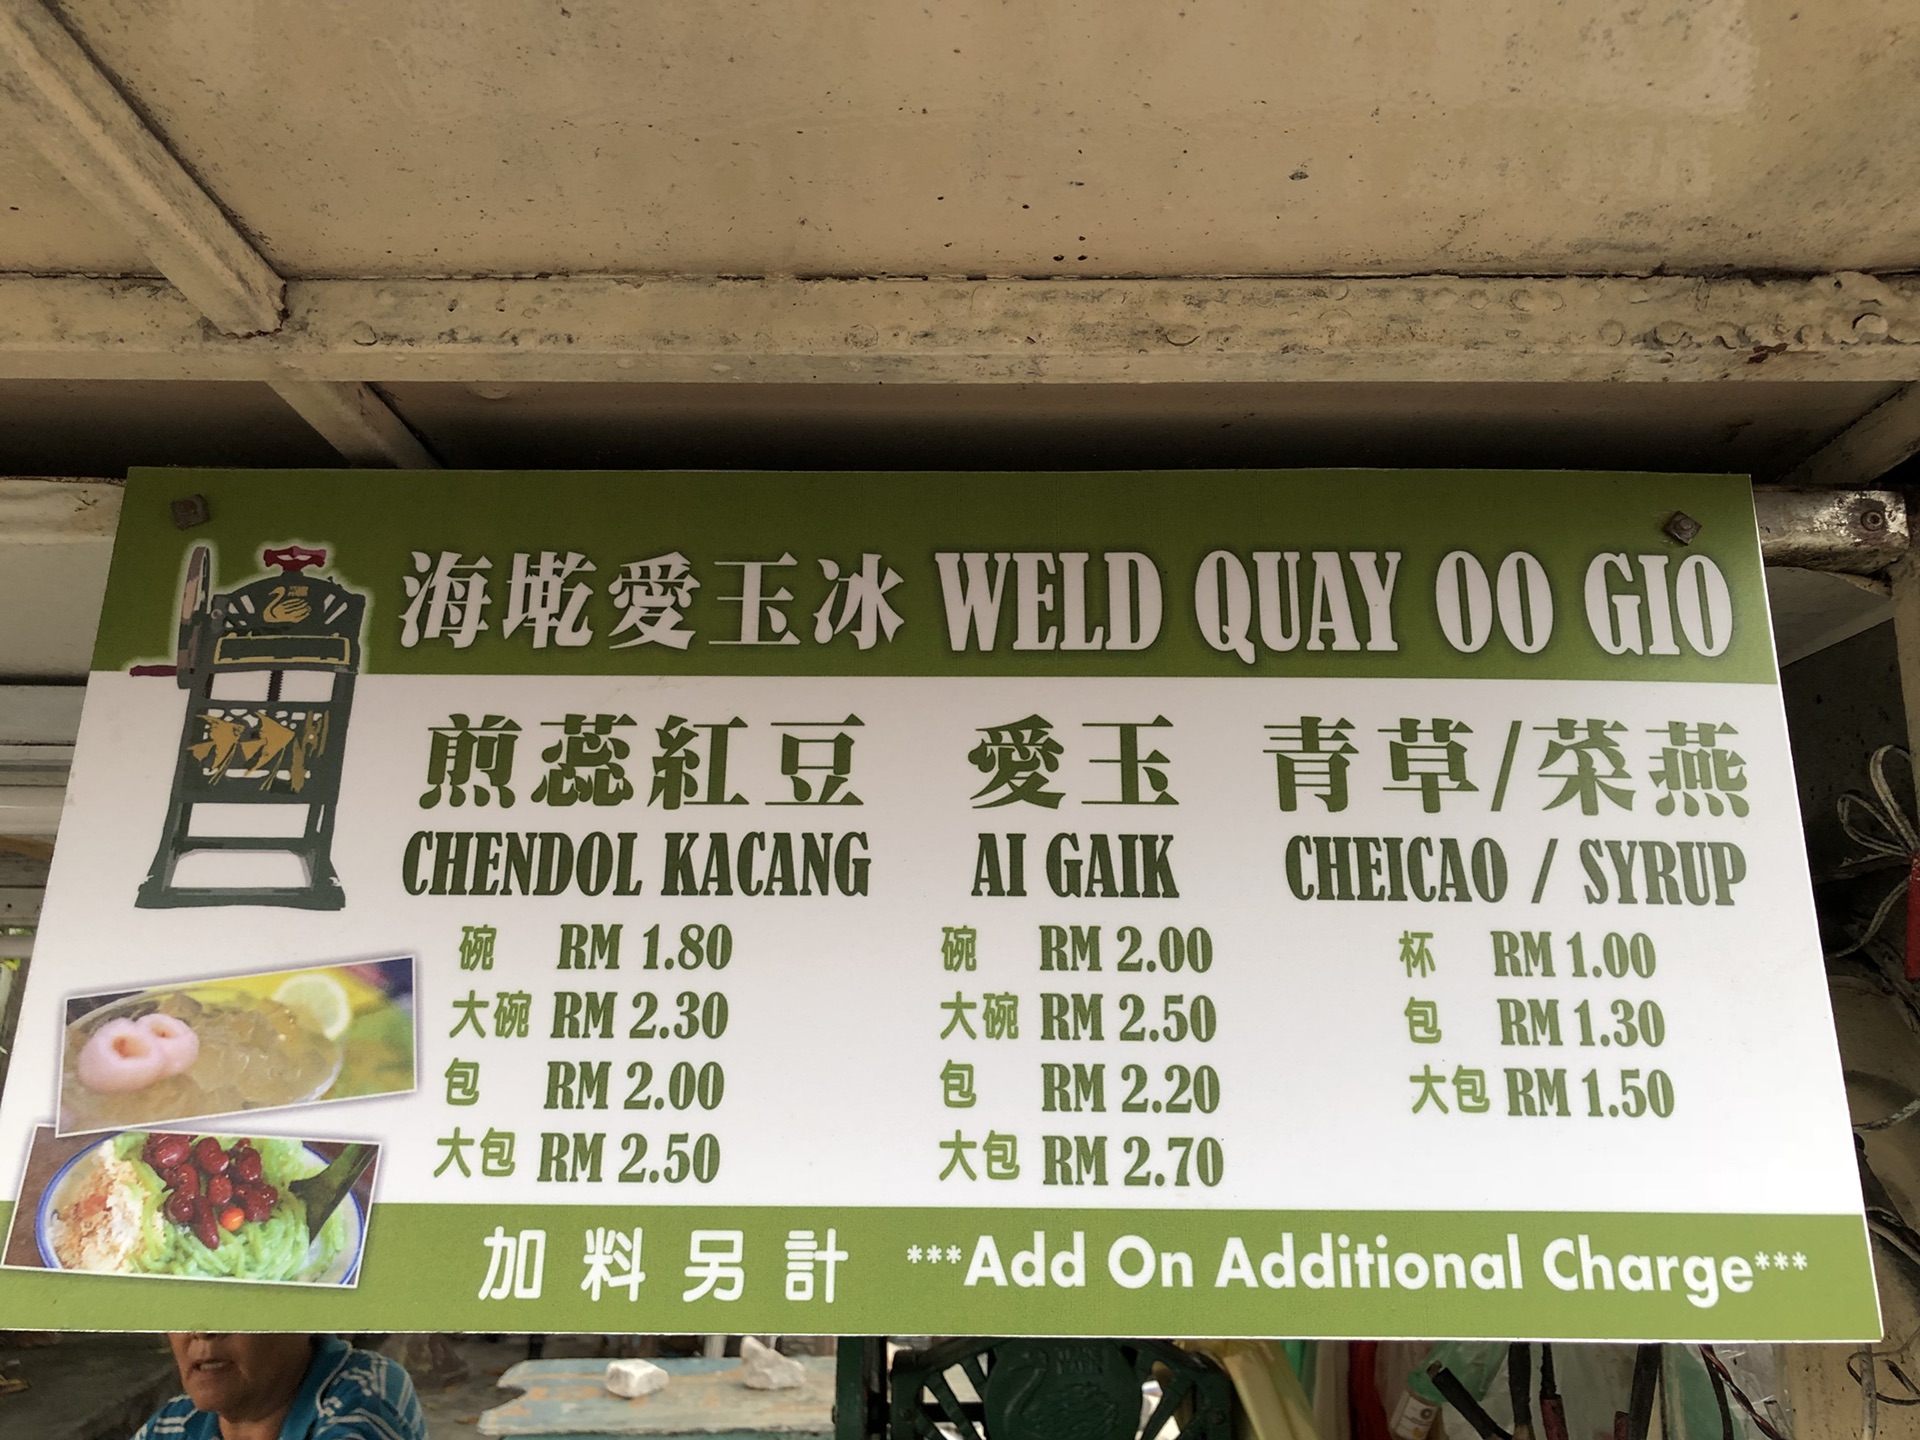 海墘愛玉冰 WELD QUAY OO GIO
煎蕊紅豆 愛玉 青草/菜燕
CHENDOL KACANG AI GAIK CHEICAO / SYRUP
碗 RM 1.80 碗 RM 2.00 杯 RM 1.00
大碗 RM 2.30 大碗 RM 2.50 包 RM 1.30
包 RM 2.00 包 RM 2.20 大包 RM 1.50
大包 RM 2.50 大包 RM 2.70
加料另計 ***Add On Additional Charge***